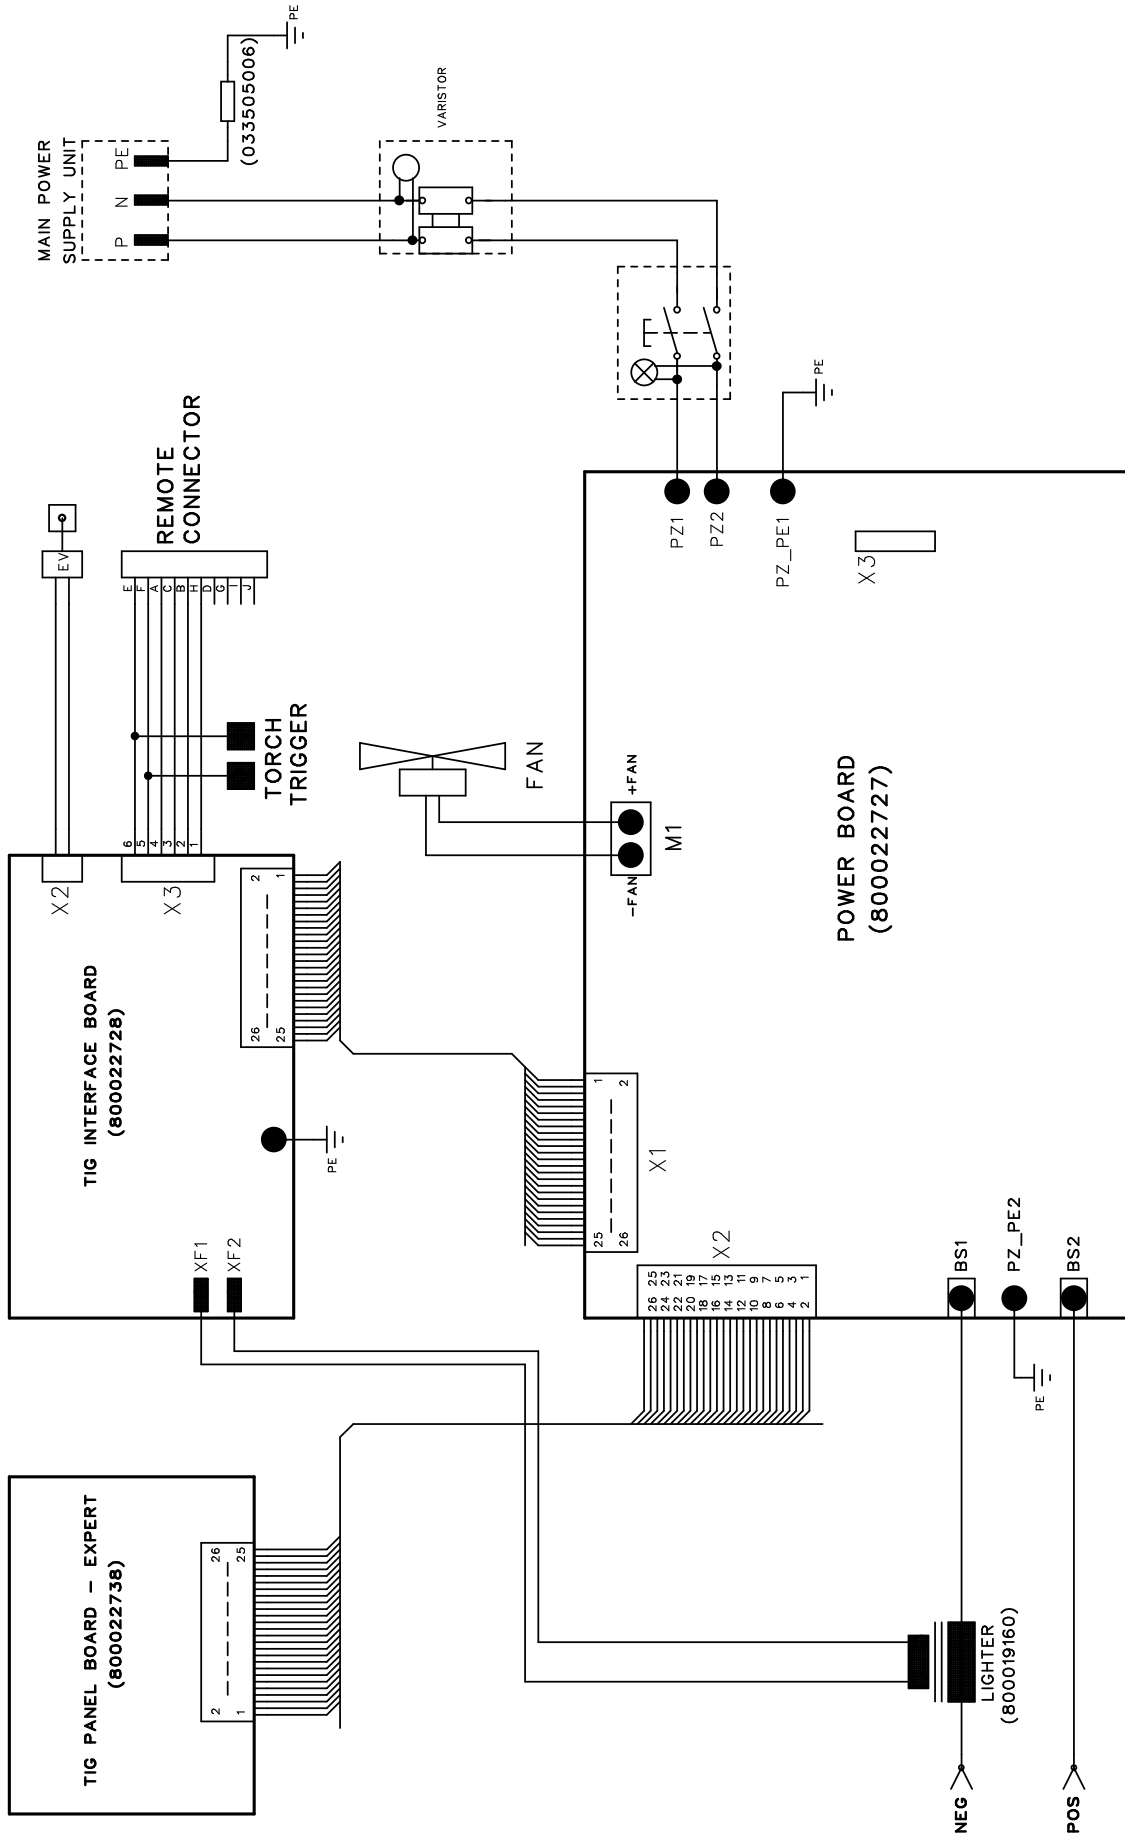 MAIN POWER
SUPPLY UNIT
P
N
PE
(033505006)
PE
VARISTOR
PE
REMOTE
CONNECTOR
EV
E
F
A
C
B
H
D
G
I
J
TORCH
TRIGGER
6
5
4
3
2
1
X2
X3
TIG INTERFACE BOARD
(800022728)
2
1
26
25
PE
XF1
XF2
FAN
+FAN
-FAN
M1
PZ1
PZ2
PZ_PE1
X3
POWER BOARD
(800022727)
1
2
25
26
X1
X2
26 25
24 23
22 21
20 19
18 17
16 15
14 13
12 11
10 9
8 7
6 5
4 3
2 1
BS1
PZ_PE2
BS2
PE
TIG PANEL BOARD - EXPERT
(800022738)
26
25
2
1
LIGHTER
(800019160)
NEG
POS